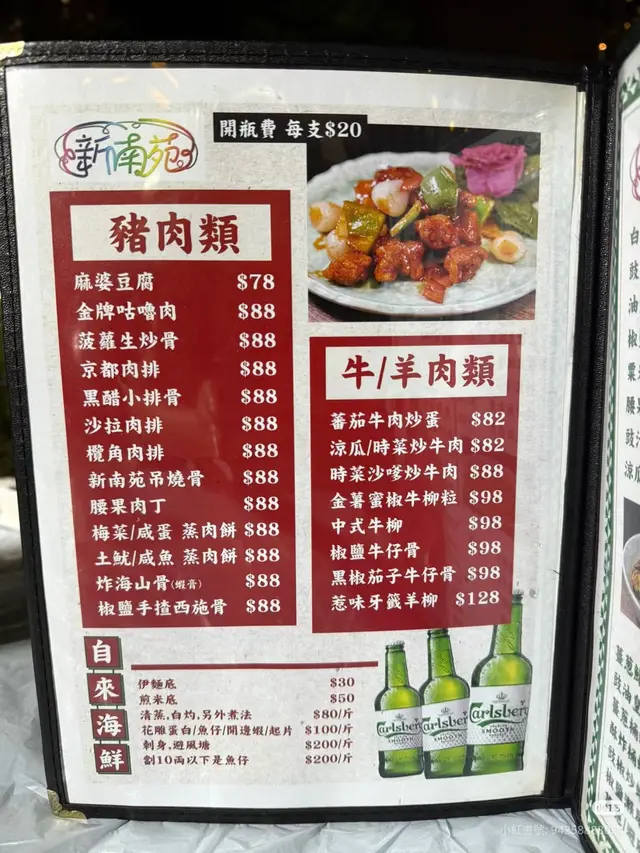 新南苑
開瓶費 每支$20
豬肉類
麻婆豆腐 $78
金牌咕嚕肉 $88
菠蘿生炒骨 $88
京都肉排 $88
黑醋小排骨 $88
沙拉肉排 $88
欖角肉排 $88
新南苑吊燒骨 $88
腰果肉丁 $88
梅菜/咸蛋 蒸肉餅 $88
土魷/咸魚 蒸肉餅 $88
炸海山骨(蝦膏) $88
椒鹽手揸西施骨 $88
牛/羊肉類
蕃茄牛肉炒蛋 $82
涼瓜/時菜炒牛肉 $82
時菜沙嗲炒牛肉 $88
金薯蜜椒牛柳粒 $98
中式牛柳 $98
椒鹽牛仔骨 $98
黑椒茄子牛仔骨 $98
惹味牙籤羊柳 $128
自來海鮮
伊麵底 $30
煎米底 $50
清蒸,白灼,另外煮法 $80/斤
花雕蛋白/魚仔/開邊蝦/起片 $100/斤
刺身,避風塘 $200/斤
割10両以下是魚仔 $200/斤
Carlsberg
SMOOTH
Carlsberg
SMOOTH
Carlsberg
SMOOTH